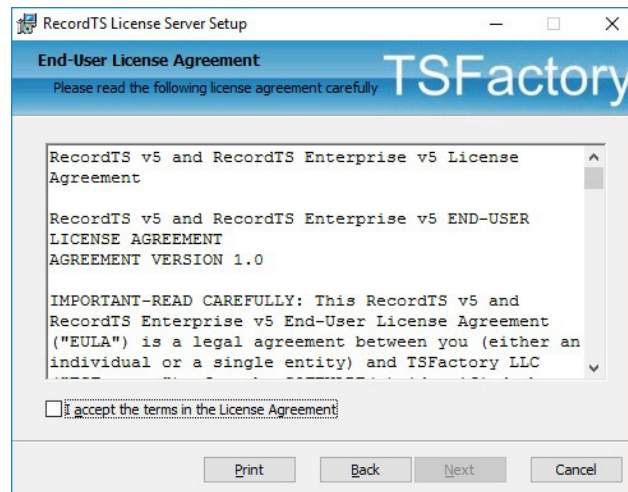 RecordTS License Server Setup
End-User License Agreement
Please read the following license agreement carefully
TSFactory
RecordTS v5 and RecordTS Enterprise v5 License
Agreement
RecordTS v5 and RecordTS Enterprise v5 END-USER
LICENSE AGREEMENT
AGREEMENT VERSION 1.0
IMPORTANT-READ CAREFULLY: This RecordTS v5 and
RecordTS Enterprise v5 End-User License Agreement
("EULA") is a legal agreement between you (either an
individual or a single entity) and TSFactory LLC
I accept the terms in the License Agreement
Print
Back
Next
Cancel